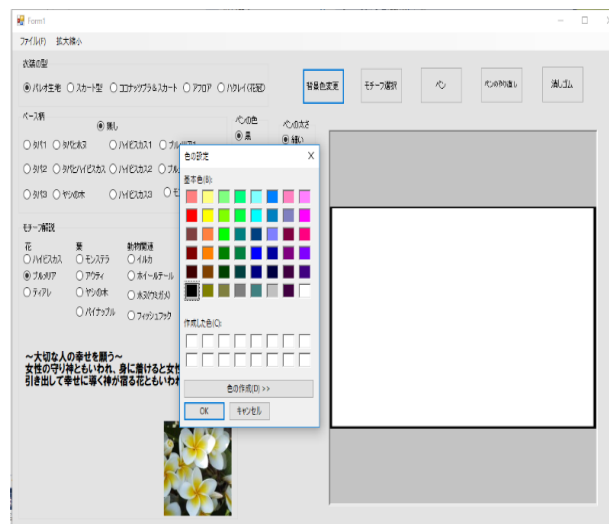 Form1
ファイル(F) 拡大縮小
衣装の型
パレオ生地 スカート型 ココナッツブラ&スカート アフロア ハクレイ(花冠)
背景色変更 モチーフ選択 ペン ペンのやり直し 消しゴム
ベース柄
無し
ペンの色
黒
ペンの太さ
細い
タパ1 タパとホヌ ハイビスカス1
タパ2 タパとハイビスカス ハイビスカス2
タパ3 ヤシの木 ハイビスカス3
モチーフ解説
花 葉 動物関連
ハイビスカス モンステラ イルカ
プルメリア アウティ ホイールテール
ティアレ ヤシの木 ホヌ(ウミガメ)
パイナップル フィッシュフック
~大切な人の幸せを願う~
女性の守り神ともいわれ、身に着けると女性
引き出して幸せに導く神が宿る花ともいわれ
色の設定 X
基本色(B):
作成した色(C):
色の作成(D) >>
OK キャンセル